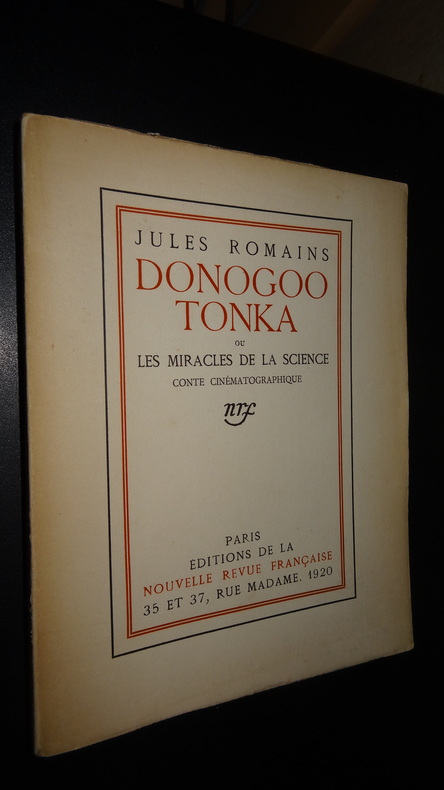 JULES ROMAINS
DONOGOO
TONKA
OU
LES MIRACLES DE LA SCIENCE
CONTE CINÉMATOGRAPHIQUE
nrf
PARIS
ÉDITIONS DE LA
NOUVELLE REVUE FRANÇAISE
35 ET 37, RUE MADAME. 1920